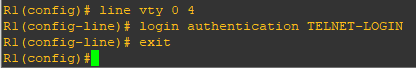 R1(config)# line vty 0 4
R1(config-line)# login authentication TELNET-LOGIN
R1(config-line)# exit
R1(config)#